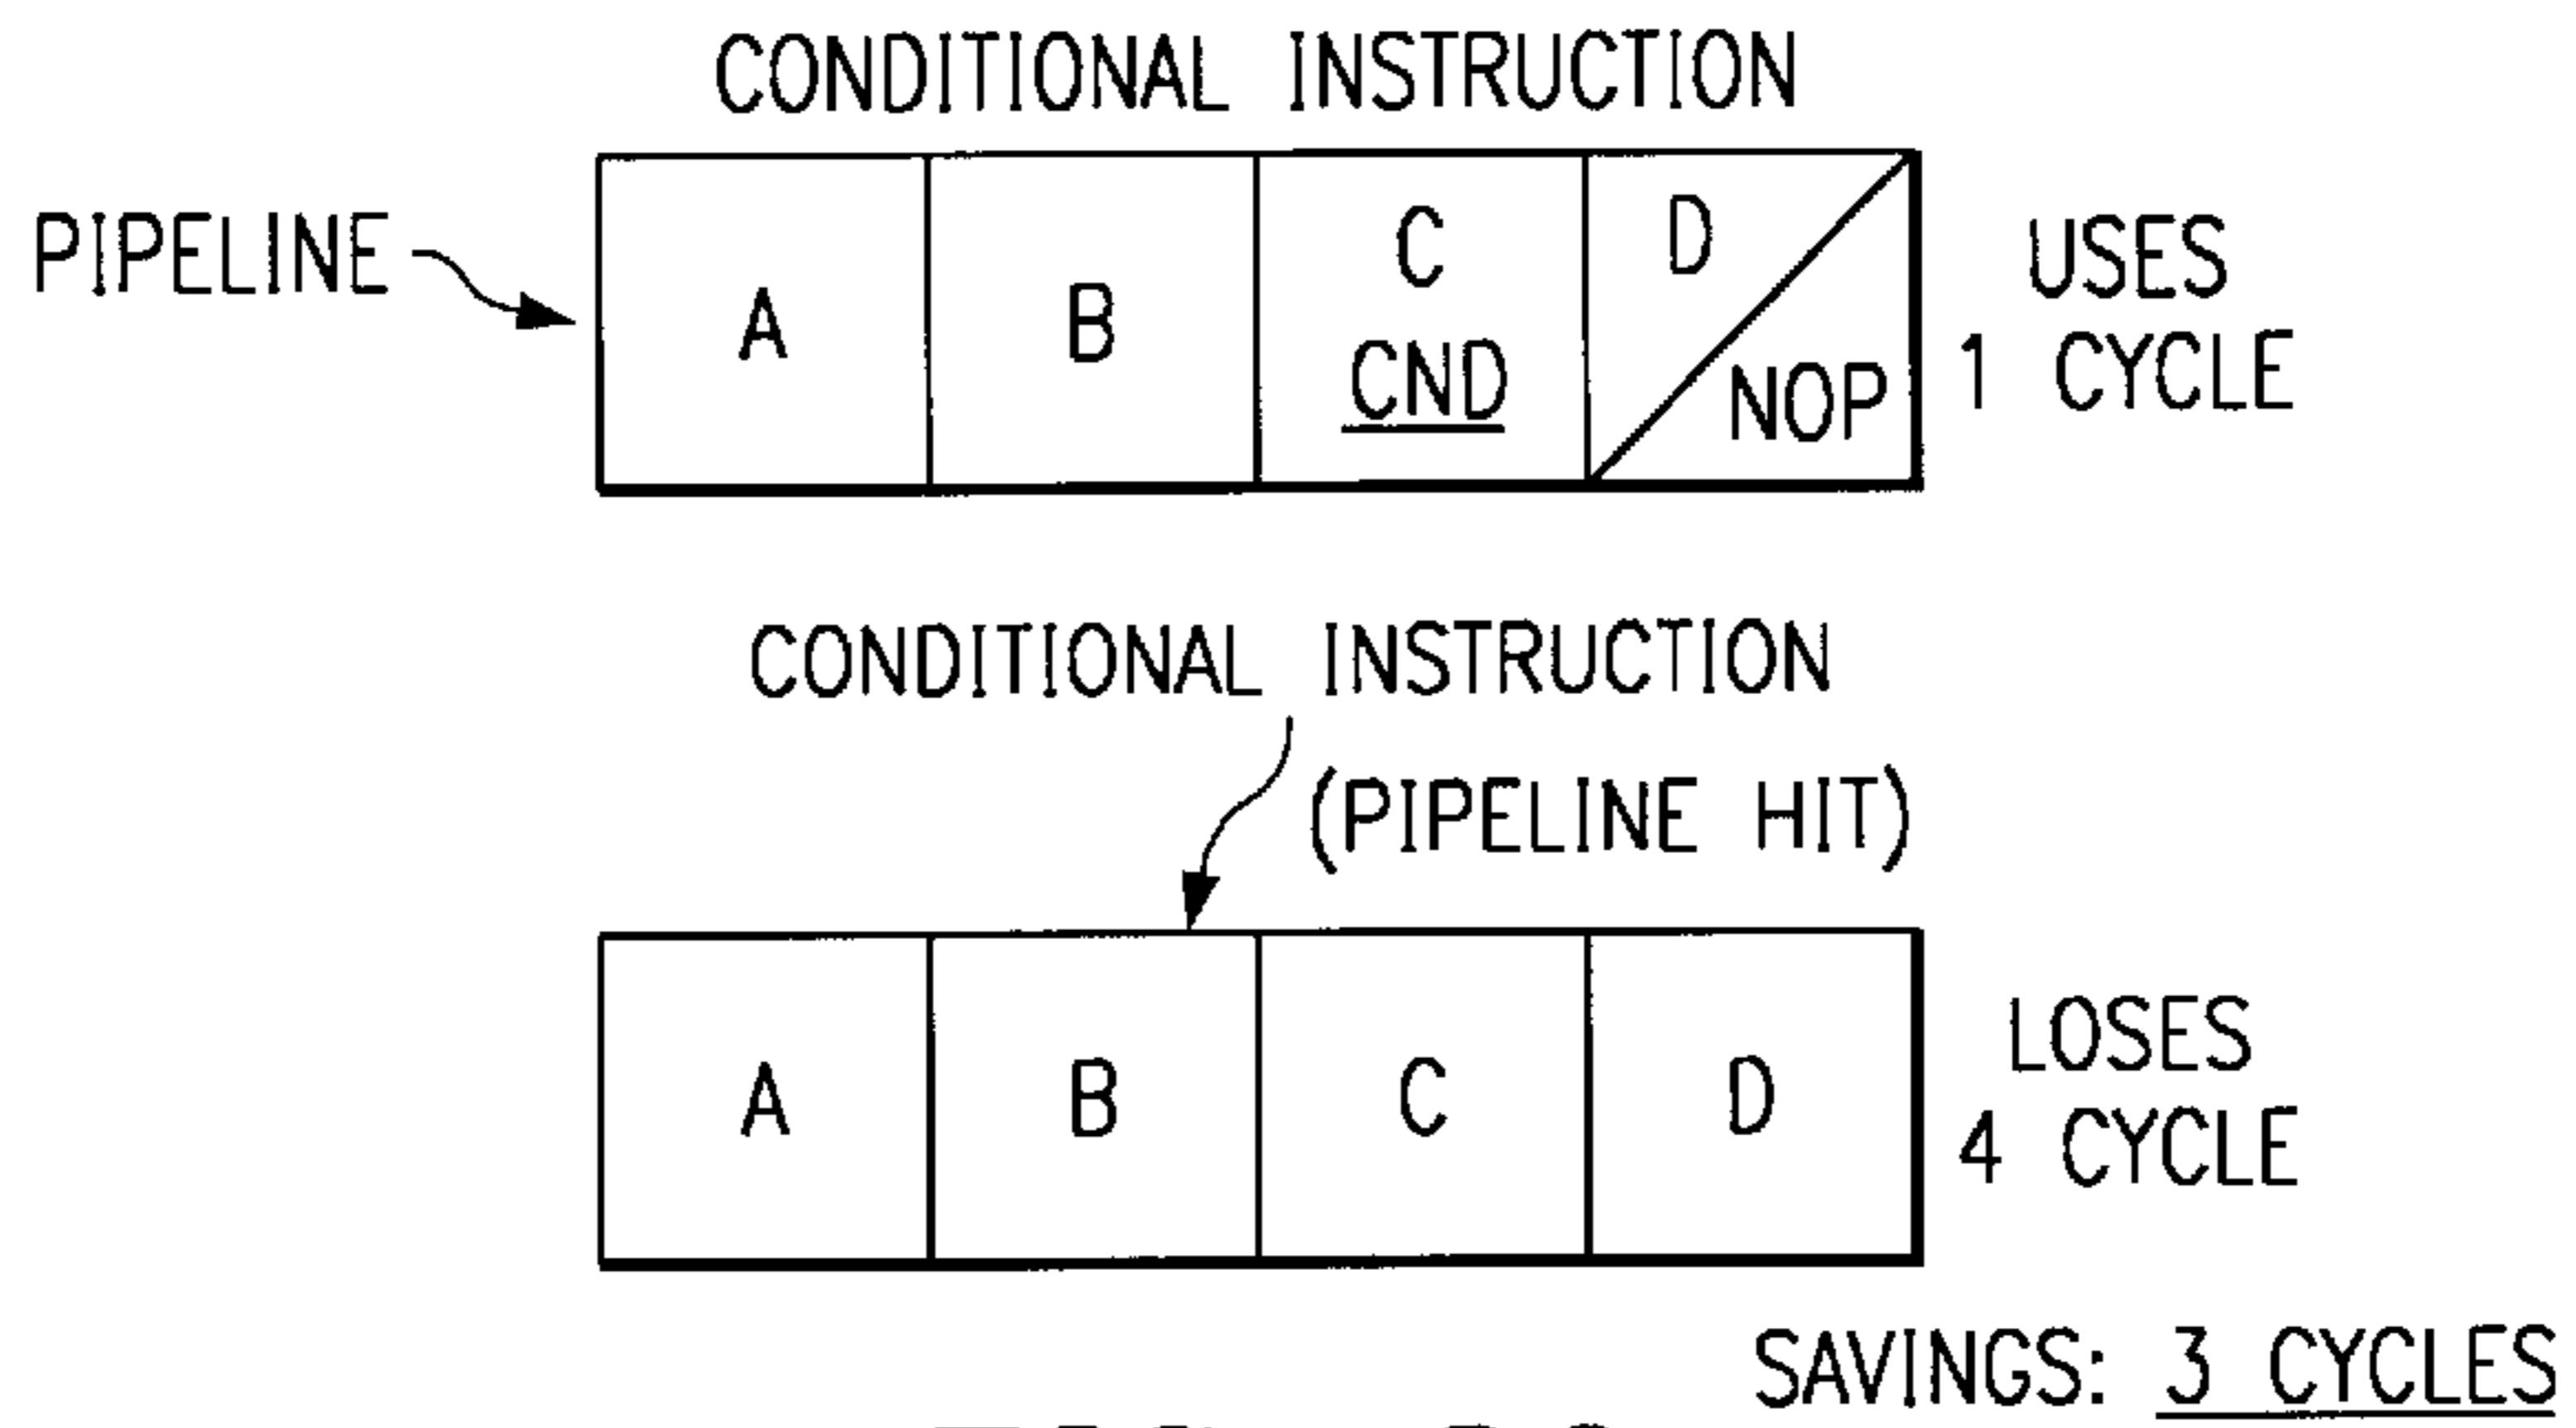 CONDITIONAL INSTRUCTION
PIPELINE
A
B
C
CND
D
NOP
USES
1 CYCLE
CONDITIONAL INSTRUCTION
(PIPELINE HIT)
A
B
C
D
LOSES
4 CYCLE
SAVINGS: 3 CYCLES